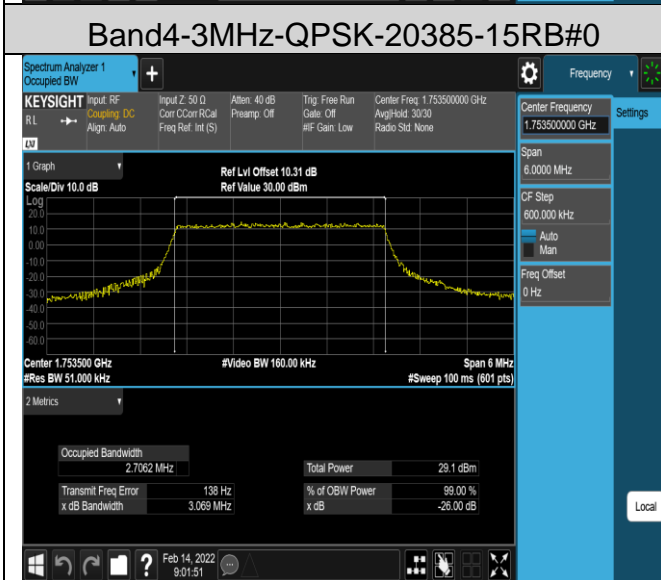 Band4-3MHz-QPSK-20385-15RB#0
Spectrum Analyzer 1
Occupied BW
+
Frequency
KEYSIGHT
RL
Input: RF
Coupling: DC
Align: Auto
Input Z: 50 Ω
Corr CCorr RCal
Freq Ref: Int (S)
Atten: 40 dB
Preamp: Off
Trig: Free Run
Gate: Off
#IF Gain: Low
Center Freq: 1.753500000 GHz
Avg|Hold: 30/30
Radio Std: None
Center Frequency
1.753500000 GHz
Settings
Span
6.0000 MHz
CF Step
600.000 kHz
Auto
Man
Freq Offset
0 Hz
Local
1 Graph
Scale/Div 10.0 dB
Ref Lvl Offset 10.31 dB
Ref Value 30.00 dBm
Log
20.0
10.0
0.00
-10.0
-20.0
-30.0
-40.0
-50.0
-60.0
Center 1.753500 GHz
#Video BW 160.00 kHz
Span 6 MHz
#Res BW 51.000 kHz
#Sweep 100 ms (601 pts)
2 Metrics
Occupied Bandwidth
2.7062 MHz
Total Power 29.1 dBm
Transmit Freq Error 138 Hz
% of OBW Power 99.00 %
x dB Bandwidth 3.069 MHz
x dB -26.00 dB
?
Feb 14, 2022
9:01:51